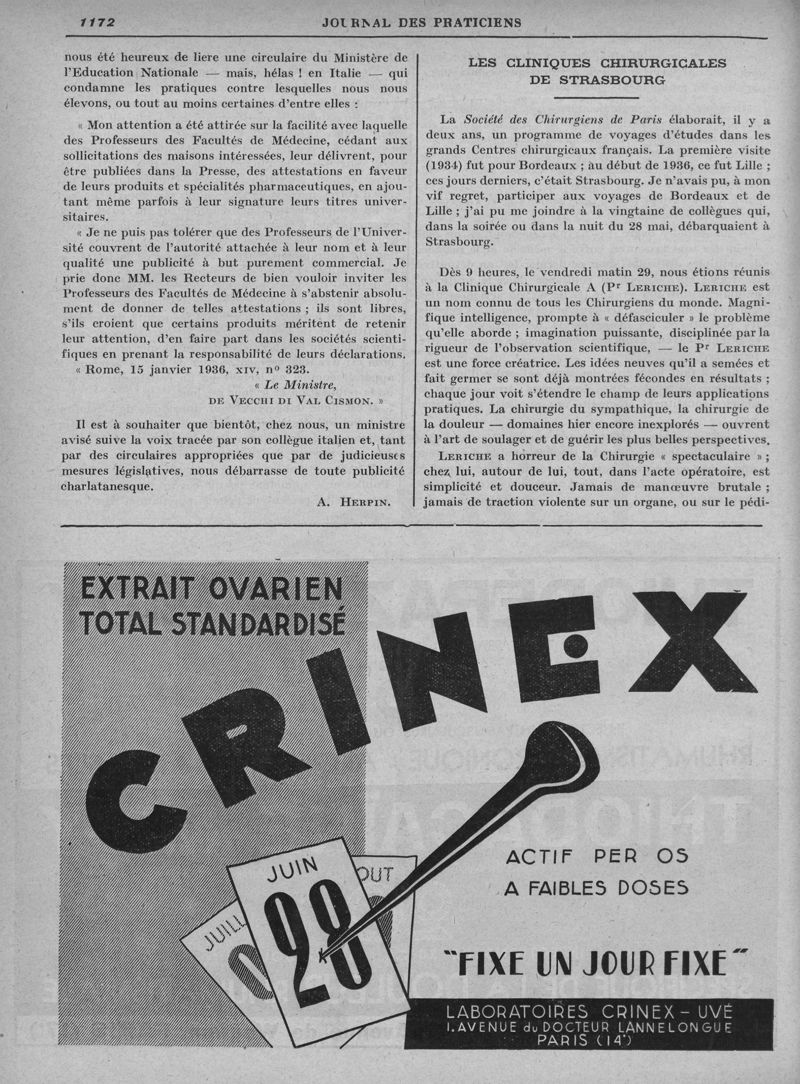 1172
JOURNAL DES PRATICIENS
nous été heureux de liere une circulaire du Ministère de
l'Education Nationale — mais, hélas ! en Italie — qui
condamne les pratiques contre lesquelles nous nous
élevons, ou tout au moins certaines d'entre elles :
« Mon attention a été attirée sur la facilité avec laquelle
des Professeurs des Facultés de Médecine, cédant aux
sollicitations des maisons intéressées, leur délivrent, pour
être publiées dans la Presse, des attestations en faveur
de leurs produits et spécialités pharmaceutiques, en ajou-
tant même parfois à leur signature leurs titres univer-
sitaires.
« Je ne puis pas tolérer que des Professeurs de l'Univer-
sité couvrent de l'autorité attachée à leur nom et à leur
qualité une publicité à but purement commercial. Je
prie donc MM. les Recteurs de bien vouloir inviter les
Professeurs des Facultés de Médecine à s'abstenir absolu-
ment de donner de telles attestations ; ils sont libres,
s'ils croient que certains produits méritent de retenir
leur attention, d'en faire part dans les sociétés scienti-
fiques en prenant la responsabilité de leurs déclarations.
« Rome, 15 janvier 1936, XIV, nº 323.
« Le Ministre,
DE VECCHI DI VAL CISMON. »
Il est à souhaiter que bientôt, chez nous, un ministre
avisé suive la voix tracée par son collègue italien et, tant
par des circulaires appropriées que par de judicieuses
mesures législatives, nous débarrasse de toute publicité
charlatanesque.
A. HERPIN.
LES CLINIQUES CHIRURGICALES
DE STRASBOURG
La Société des Chirurgiens de Paris élaborait, il y a
deux ans, un programme de voyages d'études dans les
grands Centres chirurgicaux français. La première visite
(1934) fut pour Bordeaux ; au début de 1936, ce fut Lille ;
ces jours derniers, c'était Strasbourg. Je n'avais pu, à mon
vif regret, participer aux voyages de Bordeaux et de
Lille ; j'ai pu me joindre à la vingtaine de collègues qui,
dans la soirée ou dans la nuit du 28 mai, débarquaient à
Strasbourg.
Dès 9 heures, le vendredi matin 29, nous étions réunis
à la Clinique Chirurgicale A (Pr LERICHE). LERICHE est
un nom connu de tous les Chirurgiens du monde. Magni-
fique intelligence, prompte à « défasciculer » le problème
qu'elle aborde ; imagination puissante, disciplinée par la
rigueur de l'observation scientifique, — le Pr LERICHE
est une force créatrice. Les idées neuves qu'il a semées et
fait germer se sont déjà montrées fécondes en résultats ;
chaque jour voit s'étendre le champ de leurs applications
pratiques. La chirurgie du sympathique, la chirurgie de
la douleur — domaines hier encore inexplorés — ouvrent
à l'art de soulager et de guérir les plus belles perspectives.
LERICHE a horreur de la Chirurgie « spectaculaire » ;
chez lui, autour de lui, tout, dans l'acte opératoire, est
simplicité et douceur. Jamais de manœuvre brutale ;
jamais de traction violente sur un organe, ou sur le pédi-
EXTRAIT OVARIEN
TOTAL STANDARDISÉ
CRINEX
JUIN
28
JUILL
0
OUT
ACTIF PER OS
A FAIBLES DOSES
"FIXE UN JOUR FIXE"
LABORATOIRES CRINEX - UVÉ
1. AVENUE du DOCTEUR LANNELONGUE
PARIS (14e)